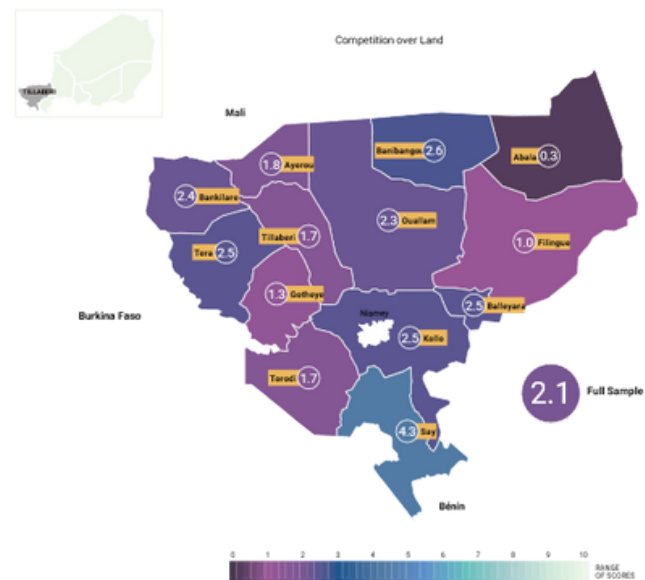 Competition over Land
TILLABERI
Mali
Banibangou 2.6
Abala 0.3
1.8 Ayerou
2.4 Bankilare
2.3 Ouallam
Tillaberi 1.7
1.0 Filingue
Tera 2.5
1.3 Gotheye
2.5 Balleyara
Burkina Faso
Niamey
2.5 Kollo
Torodi 1.7
2.1 Full Sample
4.3 Say
Bénin
0 1 2 3 4 5 6 7 8 9 10
RANGE
OF SCORES